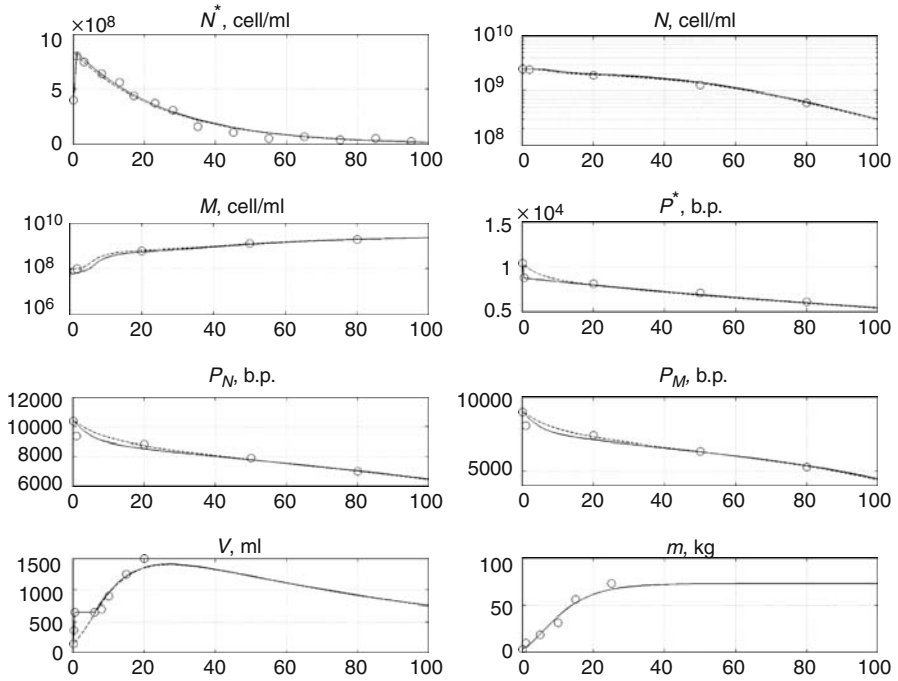 N*, cell/ml
×10⁸
10
5
0
0 20 40 60 80 100
N, cell/ml
10¹⁰
10⁹
10⁸
0 20 40 60 80 100
M, cell/ml
10¹⁰
10⁸
10⁶
0 20 40 60 80 100
P*, b.p.
×10⁴
1.5
1
0.5
0 20 40 60 80 100
P_N, b.p.
12000
10000
8000
6000
0 20 40 60 80 100
P_M, b.p.
10000
5000
0 20 40 60 80 100
V, ml
1500
1000
500
0
0 20 40 60 80 100
m, kg
100
50
0
0 20 40 60 80 100